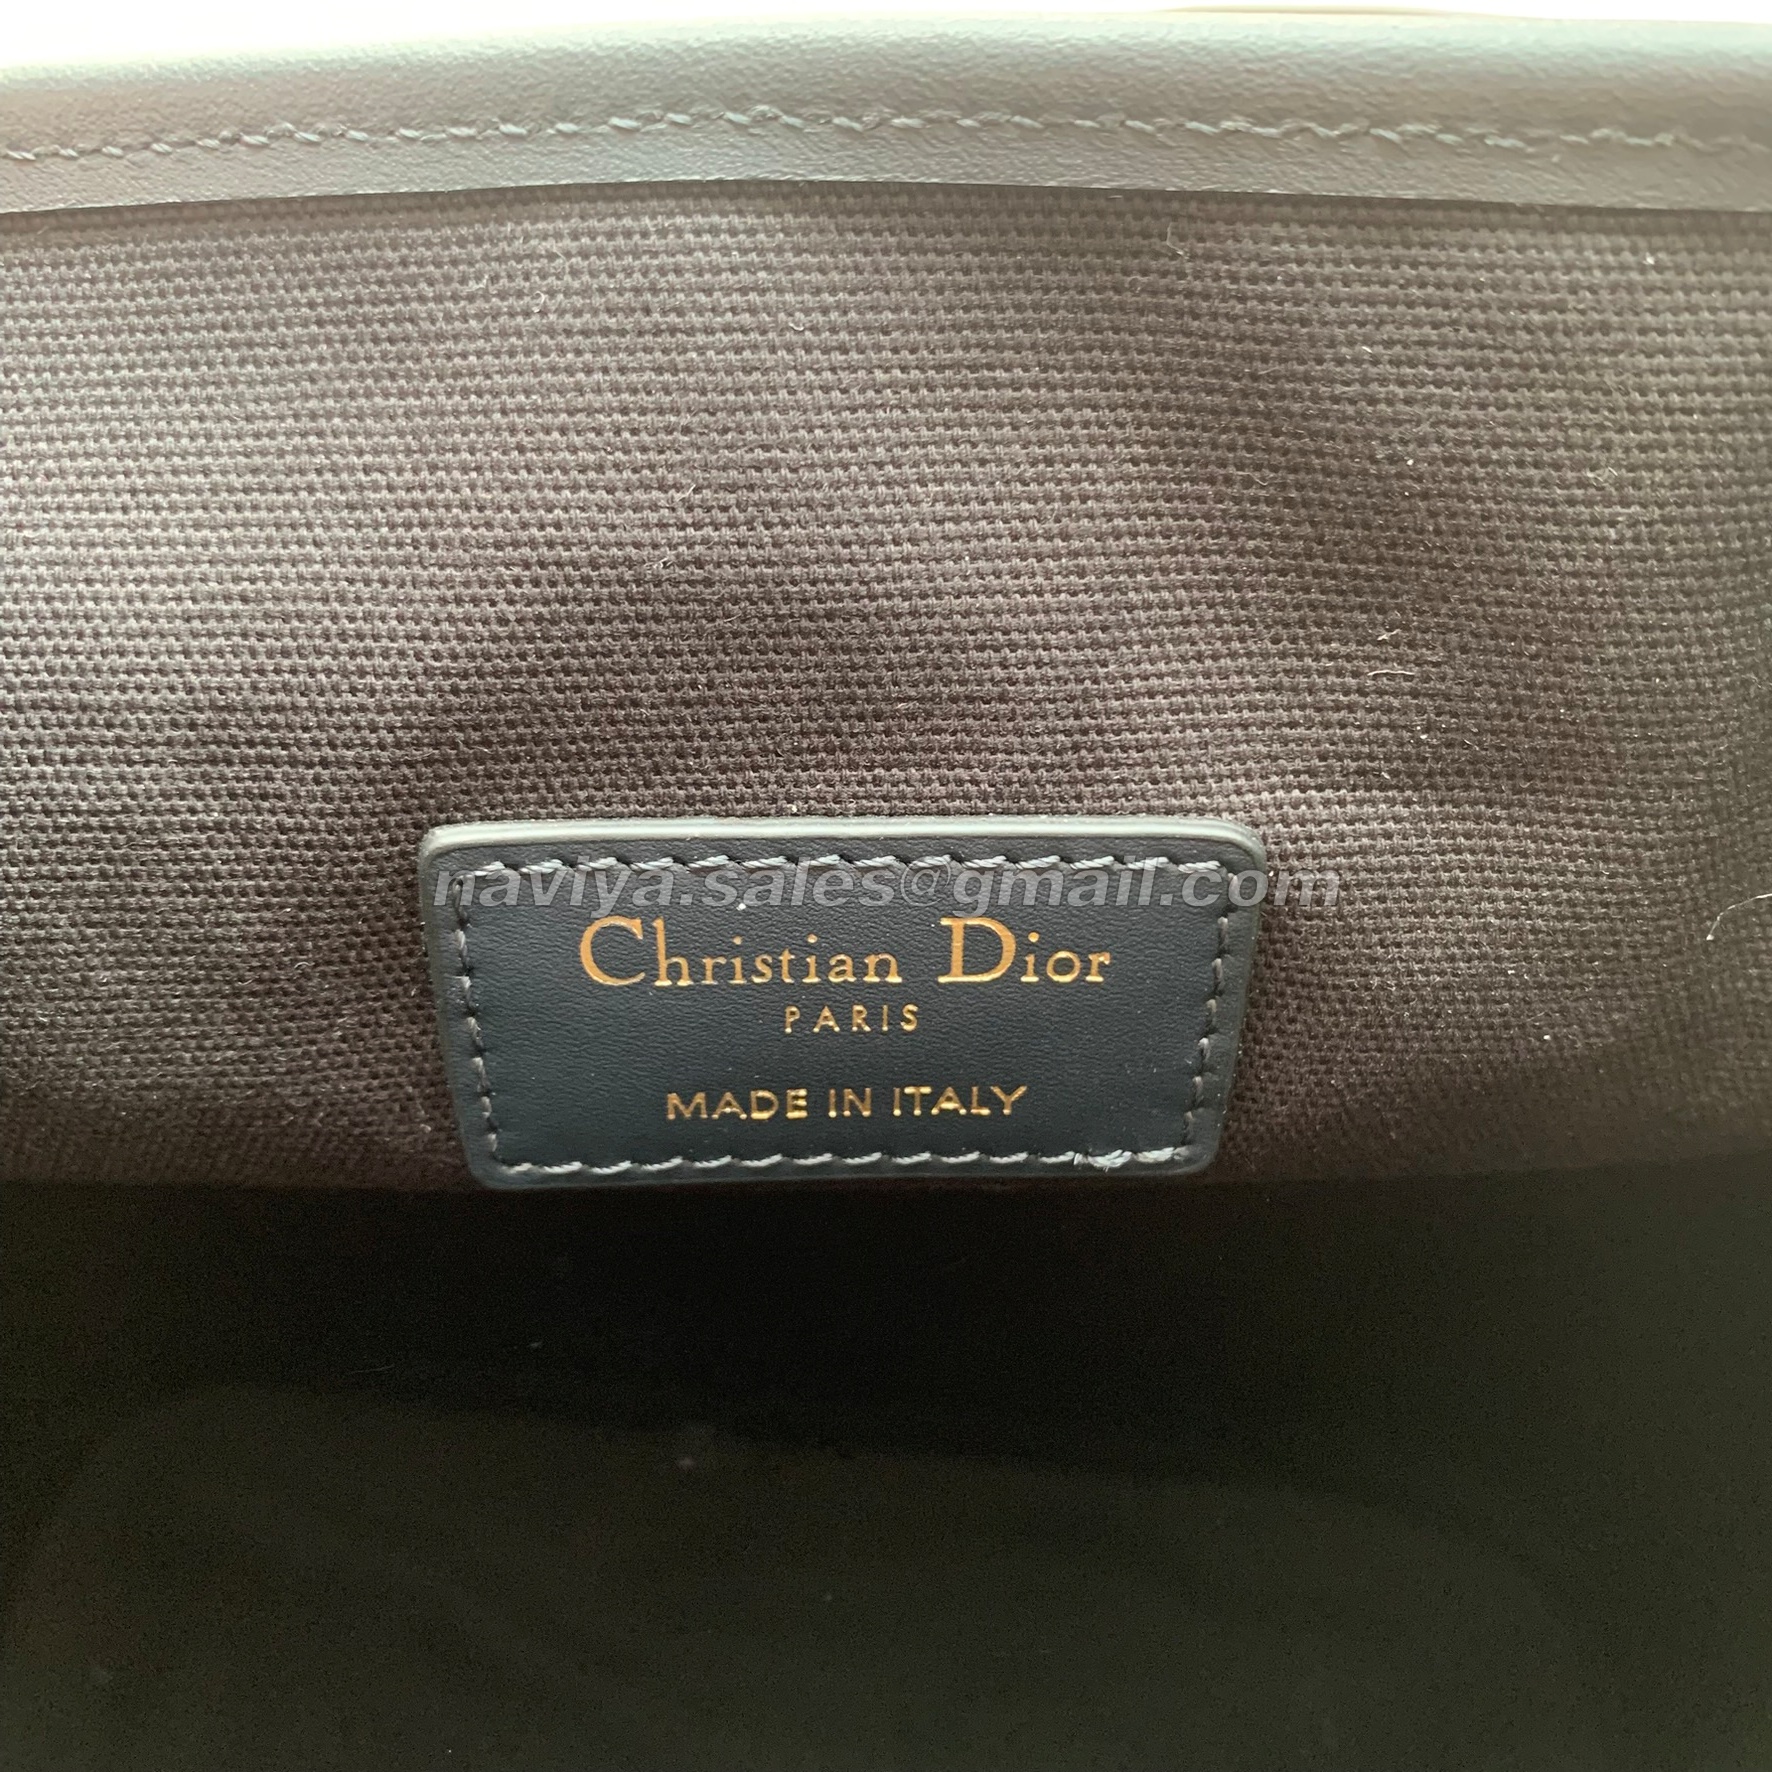 naviya.sales@gmail.com
Christian Dior
PARIS
MADE IN ITALY